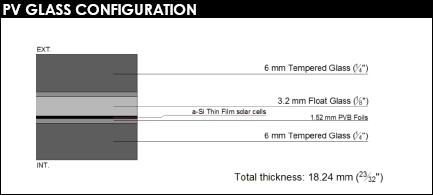 PV GLASS CONFIGURATION
EXT.
6 mm Tempered Glass (1/4")
3.2 mm Float Glass (1/8")
a-Si Thin Film solar cells
1.52 mm PVB Foils
6 mm Tempered Glass (1/4")
INT.
Total thickness: 18.24 mm (23/32")